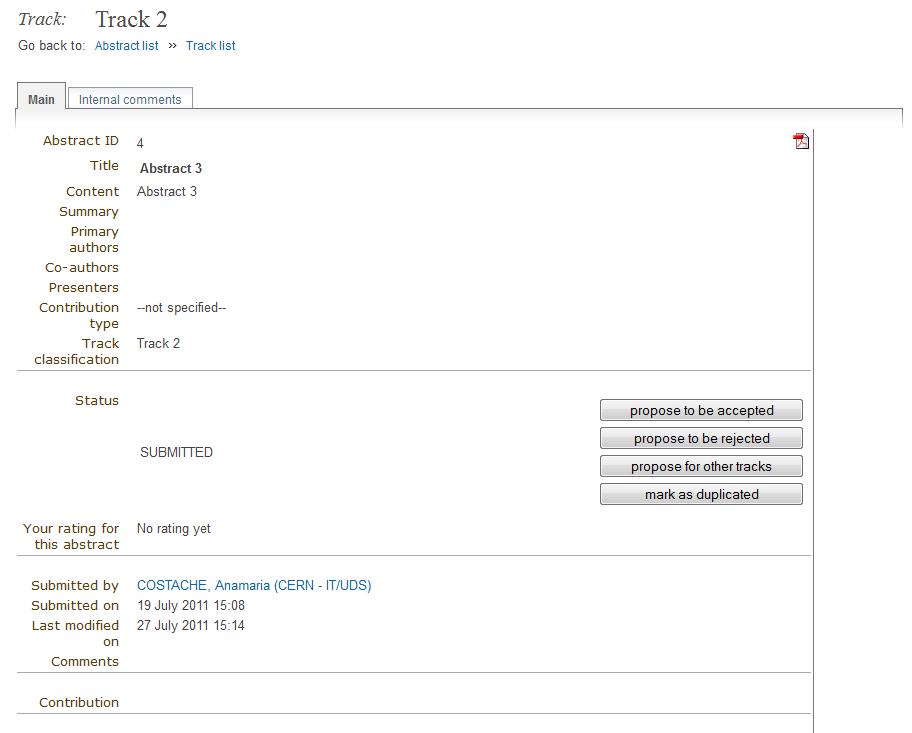 Track: Track 2
Go back to: Abstract list » Track list
Main Internal comments
Abstract ID 4
Title Abstract 3
Content Abstract 3
Summary
Primary
authors
Co-authors
Presenters
Contribution --not specified--
type
Track Track 2
classification
Status
propose to be accepted
propose to be rejected
SUBMITTED
propose for other tracks
mark as duplicated
Your rating for No rating yet
this abstract
Submitted by COSTACHE, Anamaria (CERN - IT/UDS)
Submitted on 19 July 2011 15:08
Last modified 27 July 2011 15:14
on
Comments
Contribution